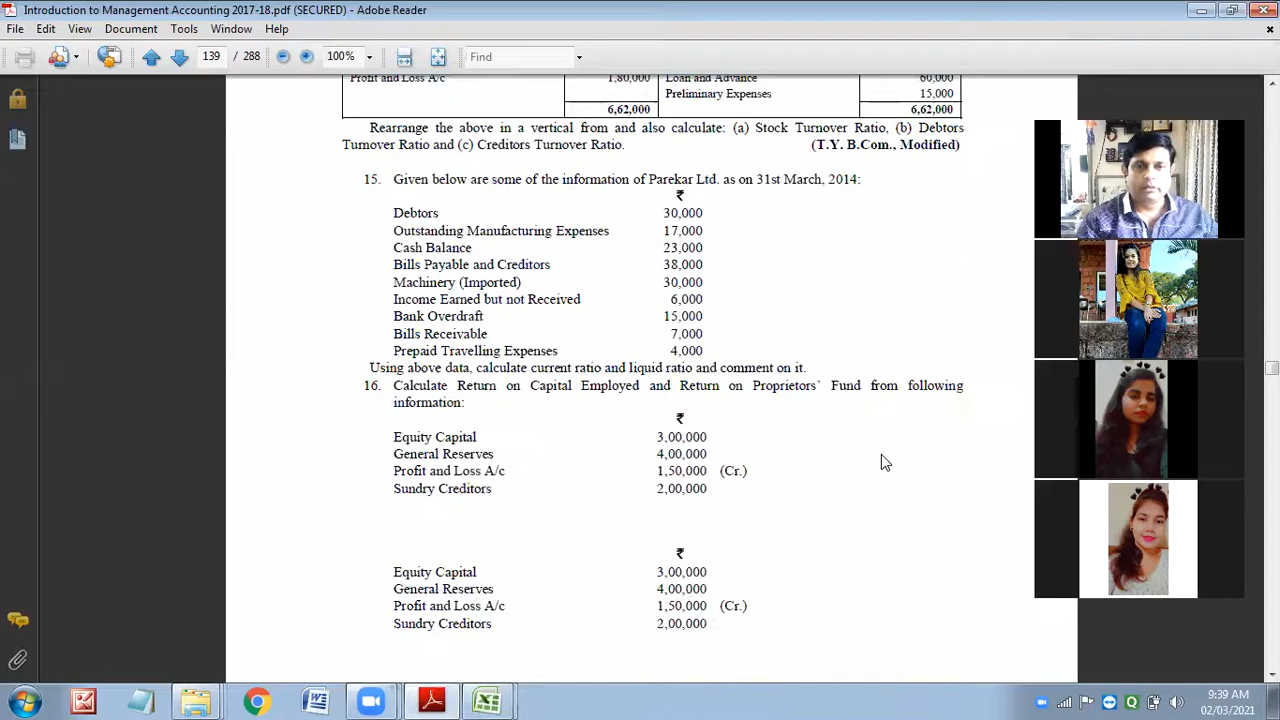 Introduction to Management Accounting 2017-18.pdf (SECURED) - Adobe Reader
File Edit View Document Tools Window Help
139 / 288 100% Find
Profit and Loss A/c 1,80,000 Loan and Advance 60,000
Preliminary Expenses 15,000
6,62,000 6,62,000
Rearrange the above in a vertical from and also calculate: (a) Stock Turnover Ratio, (b) Debtors
Turnover Ratio and (c) Creditors Turnover Ratio. (T.Y. B.Com., Modified)
15. Given below are some of the information of Parekar Ltd. as on 31st March, 2014:
₹
Debtors 30,000
Outstanding Manufacturing Expenses 17,000
Cash Balance 23,000
Bills Payable and Creditors 38,000
Machinery (Imported) 30,000
Income Earned but not Received 6,000
Bank Overdraft 15,000
Bills Receivable 7,000
Prepaid Travelling Expenses 4,000
Using above data, calculate current ratio and liquid ratio and comment on it.
16. Calculate Return on Capital Employed and Return on Proprietors' Fund from following
information:
₹
Equity Capital 3,00,000
General Reserves 4,00,000
Profit and Loss A/c 1,50,000 (Cr.)
Sundry Creditors 2,00,000
₹
Equity Capital 3,00,000
General Reserves 4,00,000
Profit and Loss A/c 1,50,000 (Cr.)
Sundry Creditors 2,00,000
9:39 AM
02/03/2021